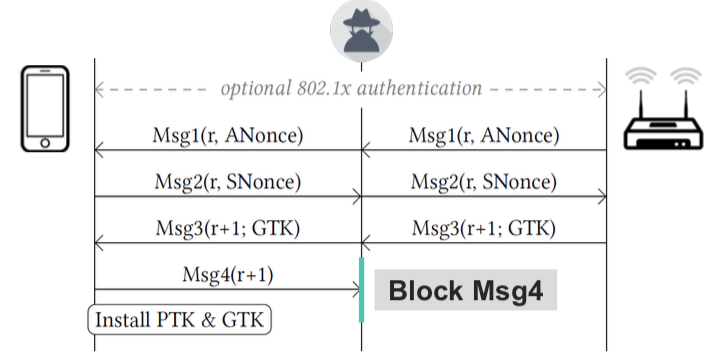 optional 802.1x authentication
Msg1(r, ANonce) Msg1(r, ANonce)
Msg2(r, SNonce) Msg2(r, SNonce)
Msg3(r+1; GTK) Msg3(r+1; GTK)
Msg4(r+1)
Block Msg4
Install PTK & GTK